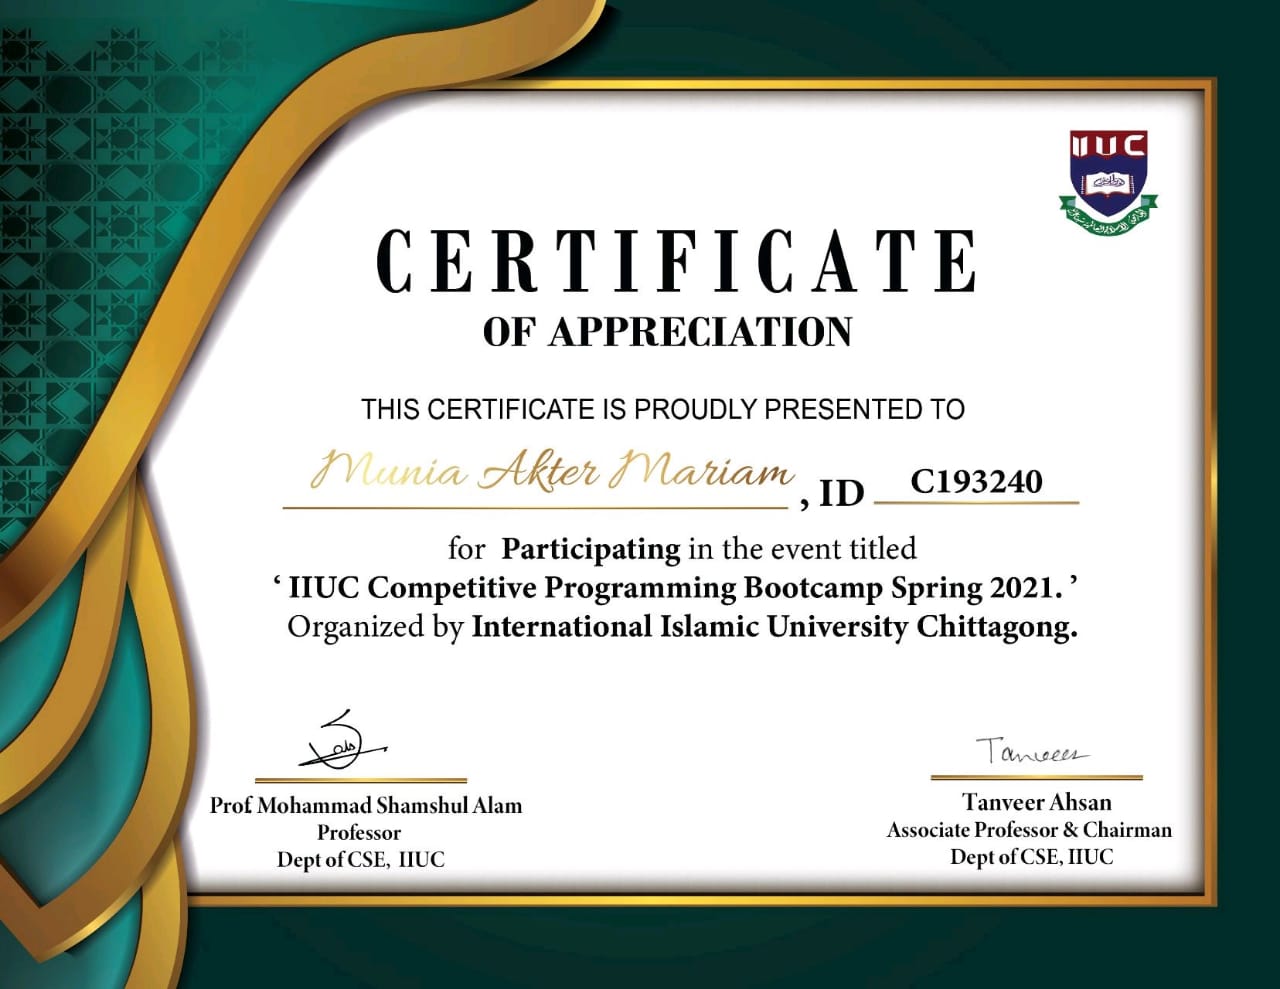 IIUC
CERTIFICATE
OF APPRECIATION
THIS CERTIFICATE IS PROUDLY PRESENTED TO
Munia Akter Mariam , ID C193240
for Participating in the event titled
‘ IIUC Competitive Programming Bootcamp Spring 2021. ’
Organized by International Islamic University Chittagong.
Tanveer
Prof. Mohammad Shamshul Alam
Professor
Dept of CSE, IIUC
Tanveer Ahsan
Associate Professor & Chairman
Dept of CSE, IIUC